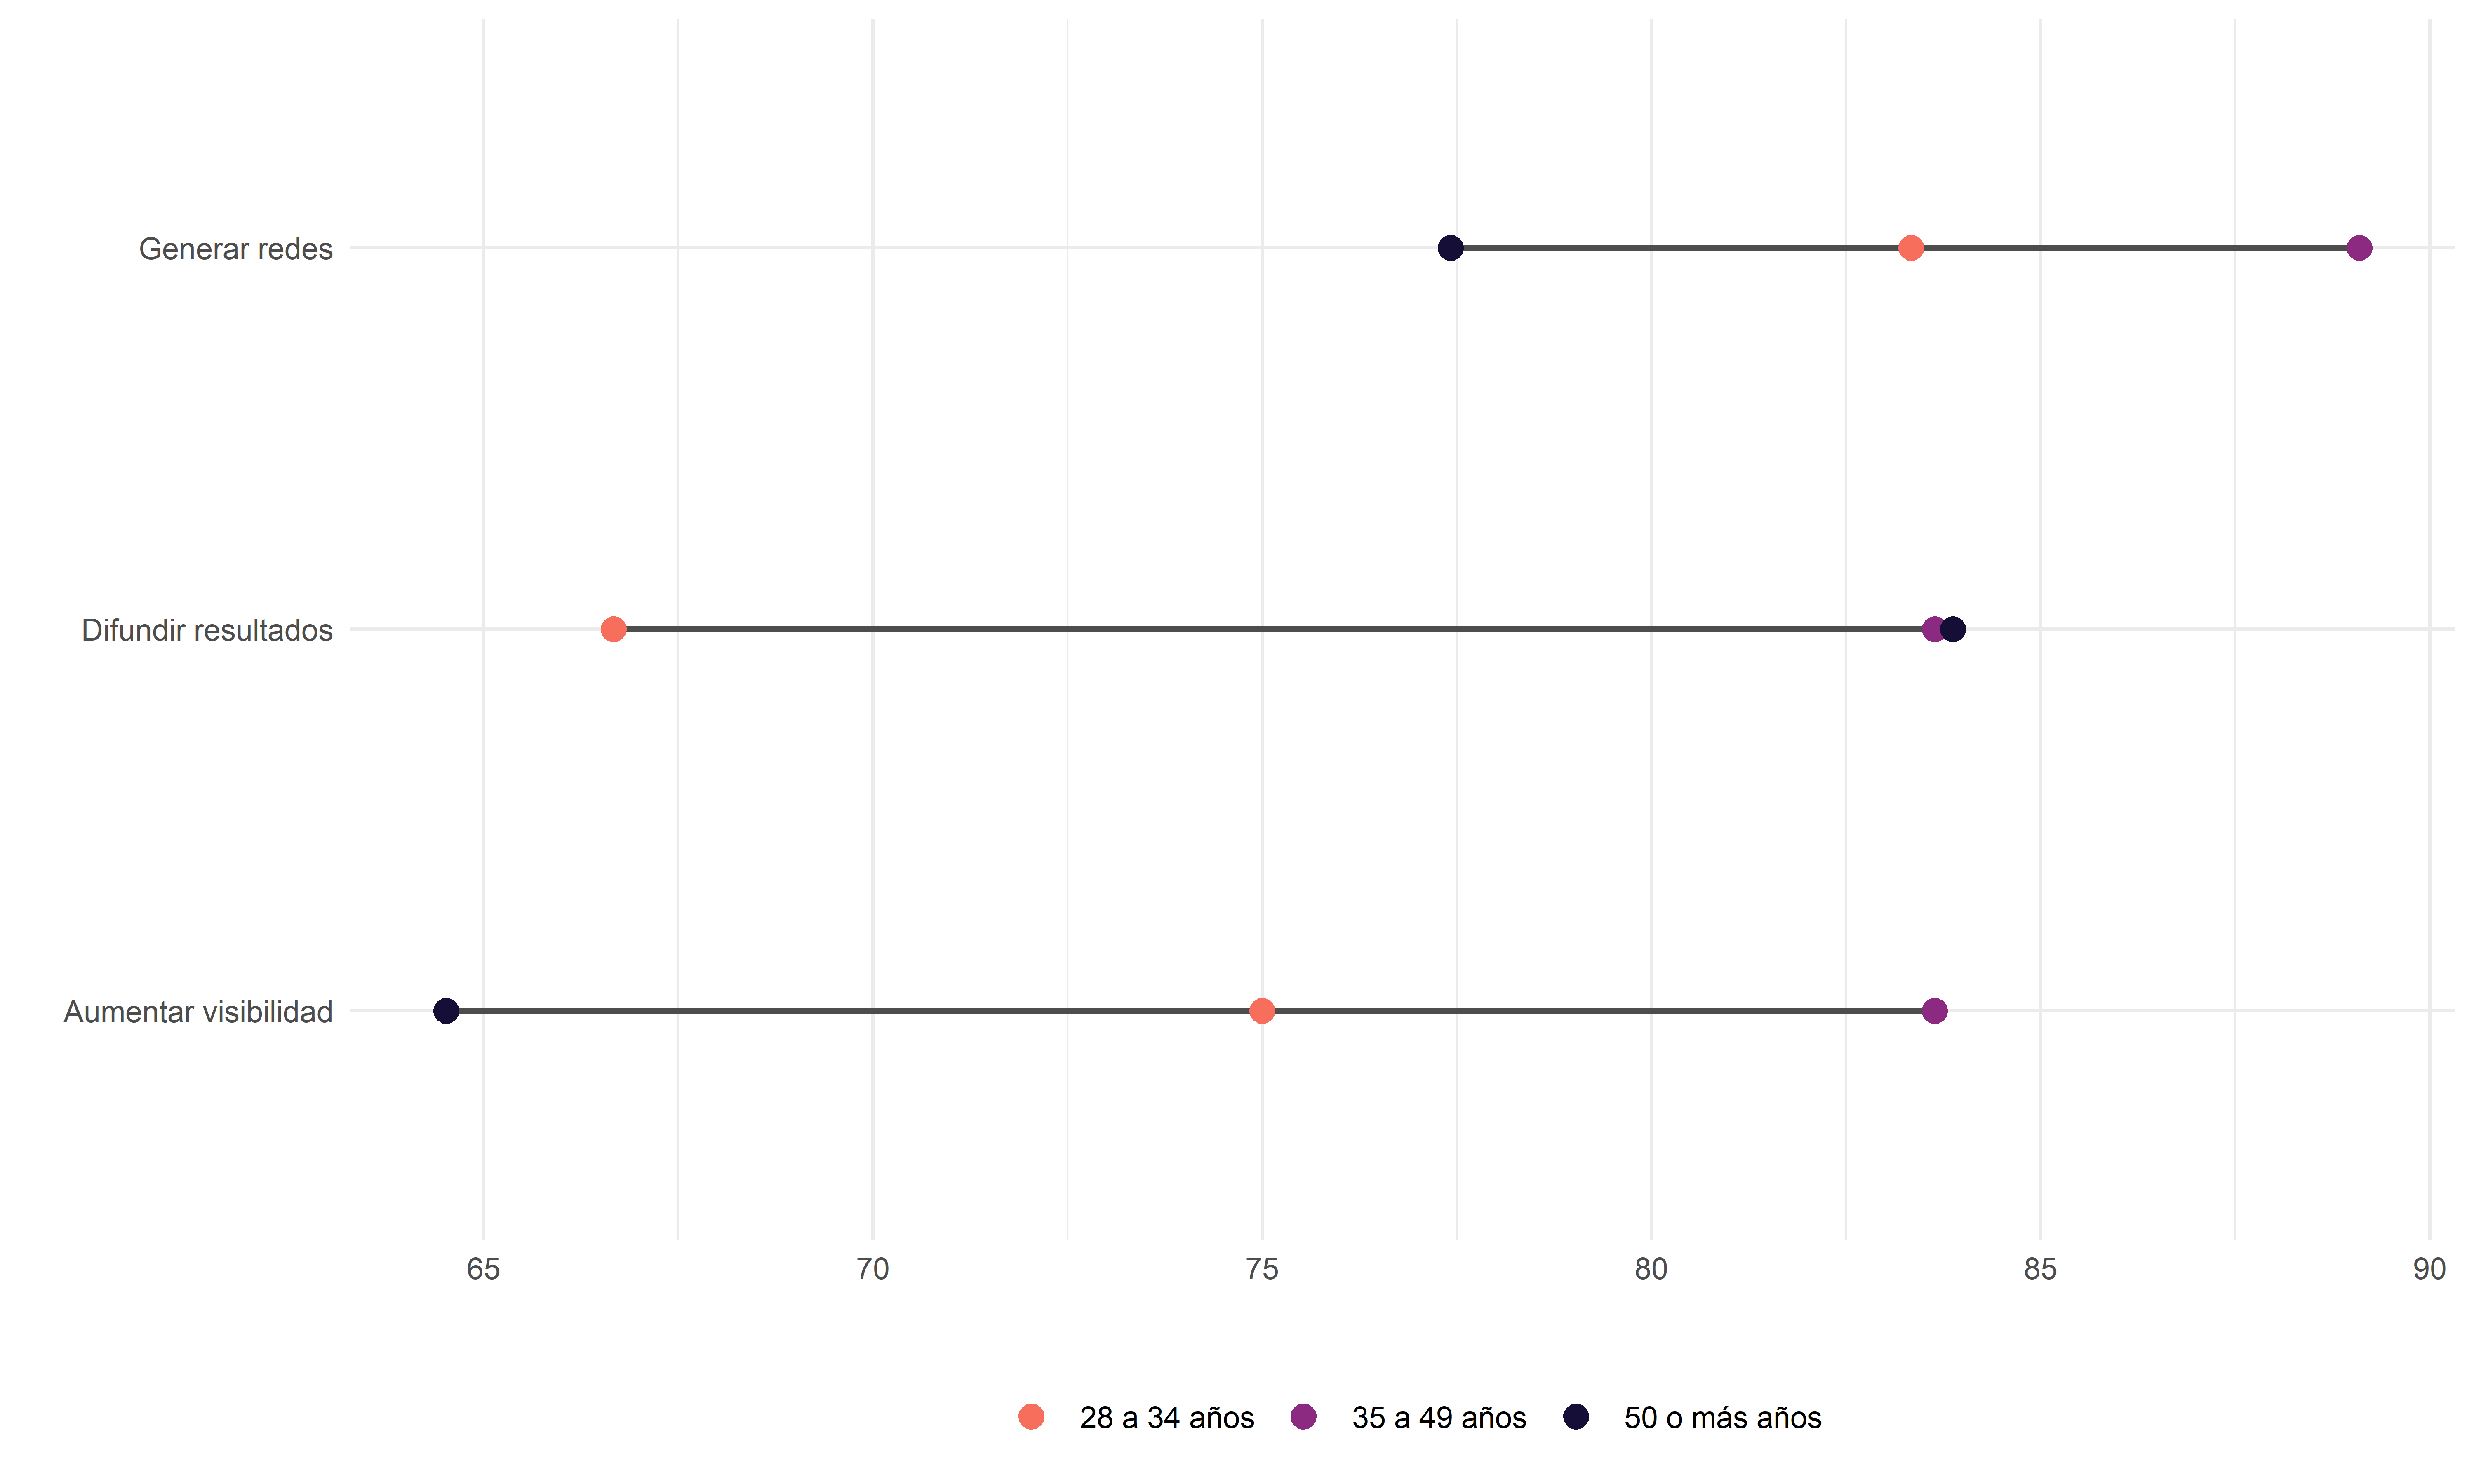 Generar redes
Difundir resultados
Aumentar visibilidad
65 70 75 80 85 90
28 a 34 años 35 a 49 años 50 o más años